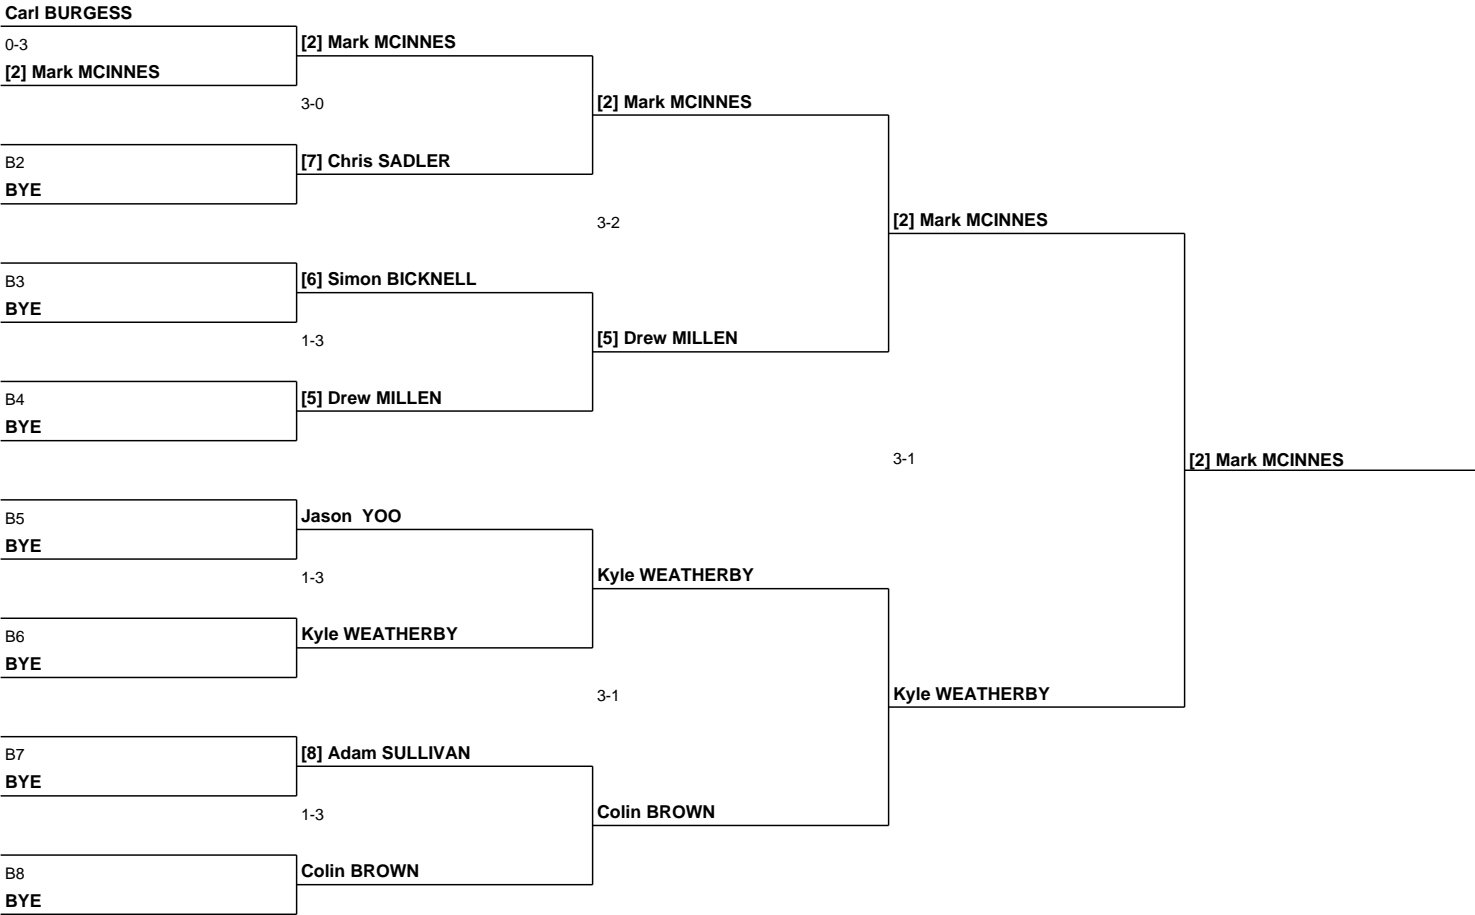 Carl BURGESS
0-3
[2] Mark MCINNES
B2
BYE
B3
BYE
B4
BYE
B5
BYE
B6
BYE
B7
BYE
B8
BYE
[2] Mark MCINNES
3-0
[7] Chris SADLER
[6] Simon BICKNELL
1-3
[5] Drew MILLEN
Jason  YOO
1-3
Kyle WEATHERBY
[8] Adam SULLIVAN
1-3
Colin BROWN
[2] Mark MCINNES
3-2
[5] Drew MILLEN
Kyle WEATHERBY
3-1
Colin BROWN
[2] Mark MCINNES
3-1
Kyle WEATHERBY
[2] Mark MCINNES